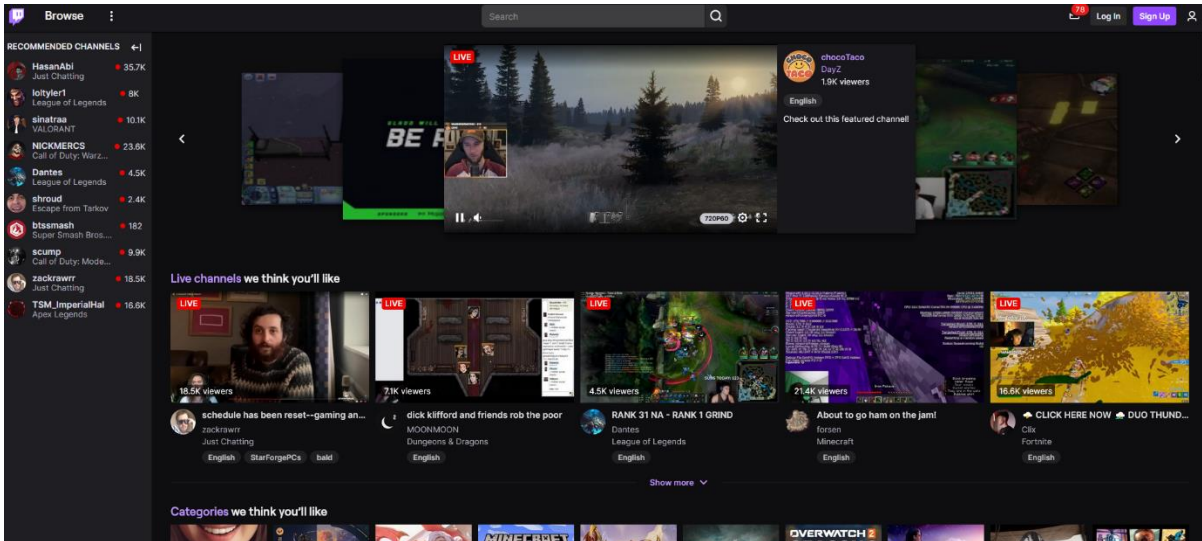 Browse
Search
78
Log In
Sign Up
RECOMMENDED CHANNELS
HasanAbi
35.7K
Just Chatting
loltyler1
8K
League of Legends
sinatraa
10.1K
VALORANT
NICKMERCS
23.6K
Call of Duty: Warz...
Dantes
4.5K
League of Legends
shroud
2.4K
Escape from Tarkov
btssmash
182
Super Smash Bros....
scump
9.9K
Call of Duty: Mode...
zackrawrr
18.5K
Just Chatting
TSM_ImperialHal
16.6K
Apex Legends
BE
LIVE
720P60
CHOCO
TACO
chocoTaco
DayZ
1.9K viewers
English
Check out this featured channel!
Live channels we think you'll like
LIVE
18.5K viewers
schedule has been reset--gaming an...
zackrawrr
Just Chatting
English StarForgePCs bald
LIVE
7.1K viewers
dick klifford and friends rob the poor
MOONMOON
Dungeons & Dragons
English
LIVE
4.5K viewers
RANK 31 NA - RANK 1 GRIND
Dantes
League of Legends
English
LIVE
21.4K viewers
About to go ham on the jam!
forsen
Minecraft
English
LIVE
16.6K viewers
CLICK HERE NOW DUO THUND...
Clix
Fortnite
English
Show more
Categories we think you'll like
MINECRAFT
OVERWATCH 2